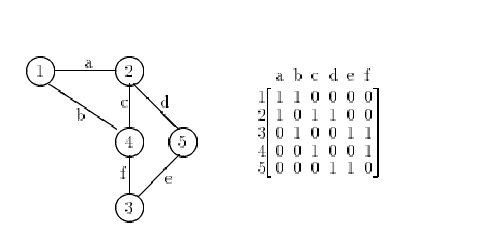 1 a 2
b c d
4 5
f e
3
a b c d e f
1 1 1 0 0 0 0
2 1 0 1 1 0 0
3 0 1 0 0 1 1
4 0 0 1 0 0 1
5 0 0 0 1 1 0